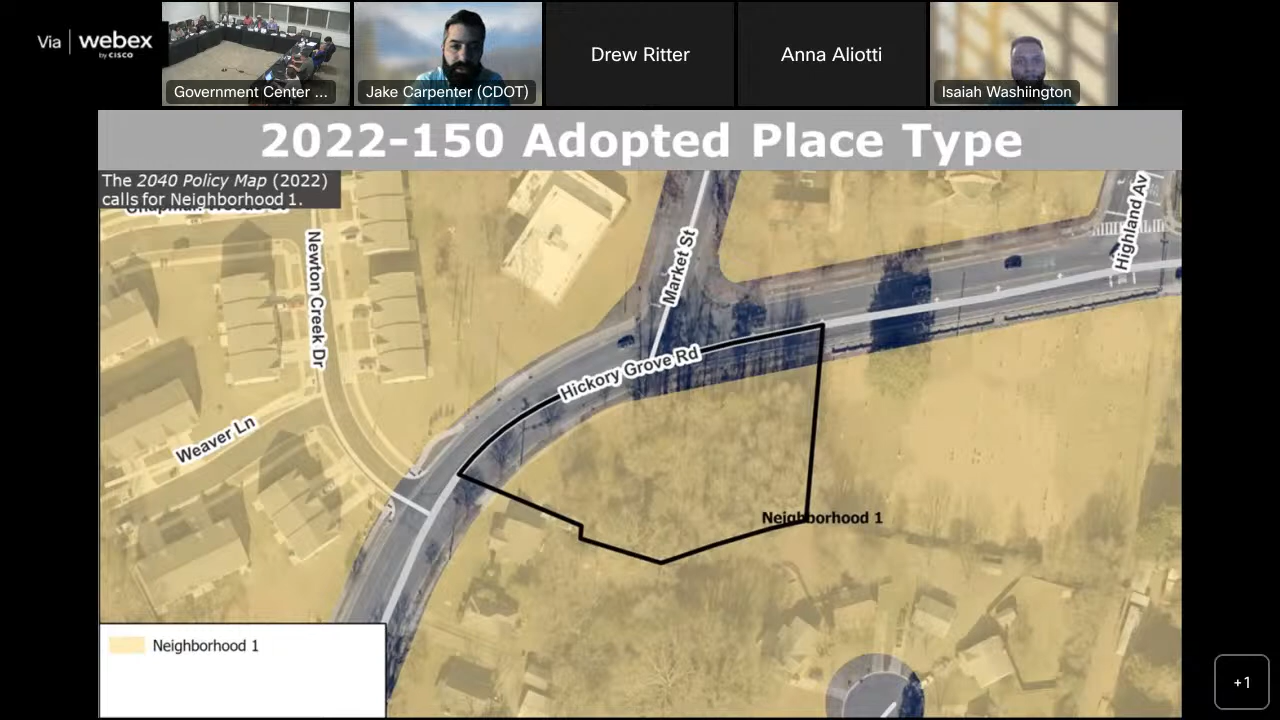 Via webex
by CISCO
Government Center ...
Jake Carpenter (CDOT)
Drew Ritter
Anna Aliotti
Isaiah Washiington
2022-150 Adopted Place Type
The 2040 Policy Map (2022)
calls for Neighborhood 1.
Newton Creek Dr
Weaver Ln
Market St
Hickory Grove Rd
Highland Av
Neighborhood 1
Neighborhood 1
+1